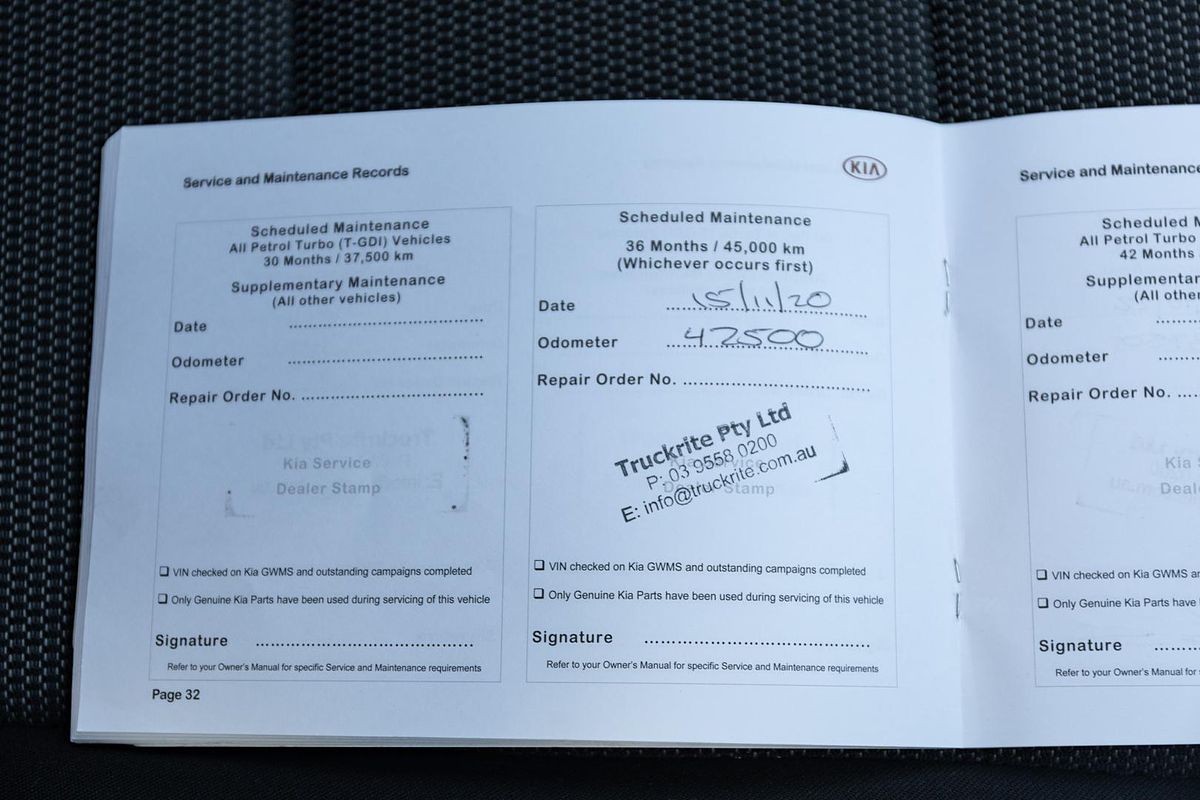 Service and Maintenance Records
Scheduled Maintenance
All Petrol Turbo (T-GDI) Vehicles
30 Months / 37,500 km
Supplementary Maintenance
(All other vehicles)
Date
Odometer
Repair Order No.
Kia Service
Dealer Stamp
❏ VIN checked on Kia GWMS and outstanding campaigns completed
❏ Only Genuine Kia Parts have been used during servicing of this vehicle
Signature
Refer to your Owner's Manual for specific Service and Maintenance requirements
Page 32
KIA
Scheduled Maintenance
36 Months / 45,000 km
(Whichever occurs first)
Date 15/11/20
Odometer 42500
Repair Order No.
Truckrite Pty Ltd
P: 03 9558 0200
E: info@truckrite.com.au
Dealer Stamp
❏ VIN checked on Kia GWMS and outstanding campaigns completed
❏ Only Genuine Kia Parts have been used during servicing of this vehicle
Signature
Refer to your Owner's Manual for specific Service and Maintenance requirements
Service and Maintenance
Scheduled
All Petrol Turbo
42 Months
Supplementary
(All other
Date
Odometer
Repair Order No.
Kia
Dealer
❏ VIN checked on Kia GWMS
❏ Only Genuine Kia Parts have
Signature
Refer to your Owner's Manual for